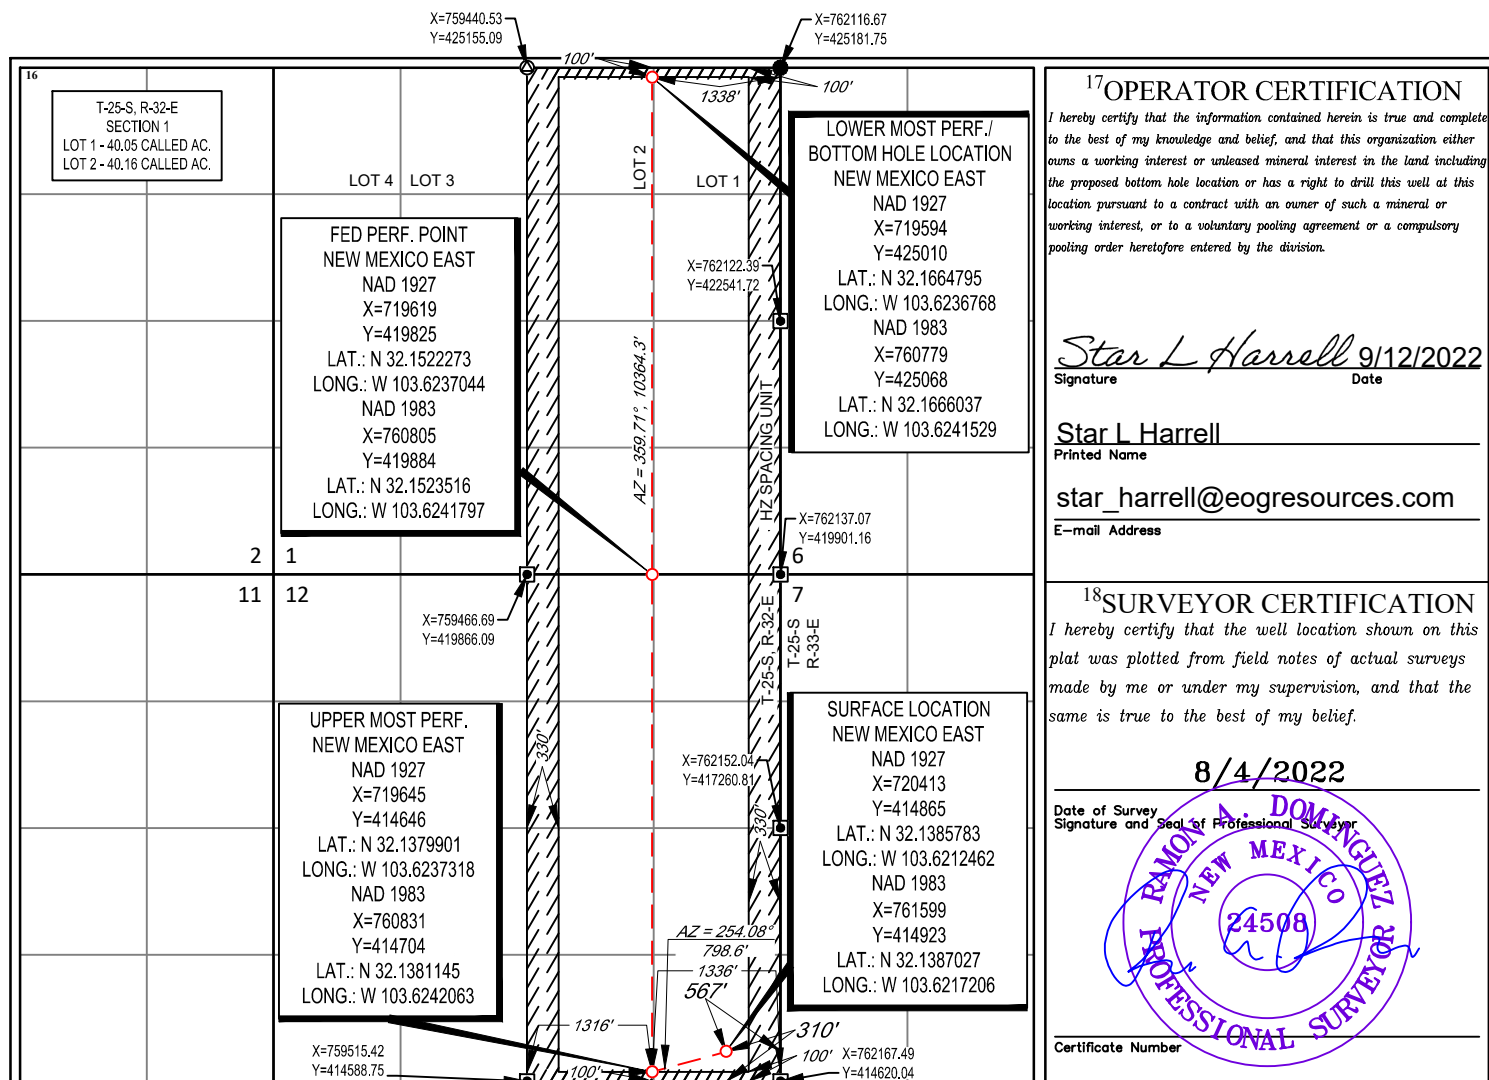 X=759440.53
Y=425155.09
X=762116.67
Y=425181.75
16
T-25-S, R-32-E
SECTION 1
LOT 1 - 40.05 CALLED AC.
LOT 2 - 40.16 CALLED AC.
100'
1338'
100'
LOT 4
LOT 3
LOT 2
LOT 1
LOWER MOST PERF./
BOTTOM HOLE LOCATION
NEW MEXICO EAST
NAD 1927
X=719594
Y=425010
LAT.: N 32.1664795
LONG.: W 103.6236768
NAD 1983
X=760779
Y=425068
LAT.: N 32.1666037
LONG.: W 103.6241529
FED PERF. POINT
NEW MEXICO EAST
NAD 1927
X=719619
Y=419825
LAT.: N 32.1522273
LONG.: W 103.6237044
NAD 1983
X=760805
Y=419884
LAT.: N 32.1523516
LONG.: W 103.6241797
X=762122.39
Y=422541.72
AZ = 359.71°, 10364.3'
HZ SPACING UNIT
X=762137.07
Y=419901.16
2
1
6
11
12
7
X=759466.69
Y=419866.09
T-25-S, R-32-E
T-25-S
R-33-E
UPPER MOST PERF.
NEW MEXICO EAST
NAD 1927
X=719645
Y=414646
LAT.: N 32.1379901
LONG.: W 103.6237318
NAD 1983
X=760831
Y=414704
LAT.: N 32.1381145
LONG.: W 103.6242063
330'
X=762152.04
Y=417260.81
330'
SURFACE LOCATION
NEW MEXICO EAST
NAD 1927
X=720413
Y=414865
LAT.: N 32.1385783
LONG.: W 103.6212462
NAD 1983
X=761599
Y=414923
LAT.: N 32.1387027
LONG.: W 103.6217206
AZ = 254.08°
798.6'
1336'
567'
1316'
310'
100'
100'
X=759515.42
Y=414588.75
X=762167.49
Y=414620.04
17OPERATOR CERTIFICATION
I hereby certify that the information contained herein is true and complete
to the best of my knowledge and belief, and that this organization either
owns a working interest or unleased mineral interest in the land including
the proposed bottom hole location or has a right to drill this well at this
location pursuant to a contract with an owner of such a mineral or
working interest, or to a voluntary pooling agreement or a compulsory
pooling order heretofore entered by the division.
Star L Harrell 9/12/2022
Signature Date
Star L Harrell
Printed Name
star_harrell@eogresources.com
E-mail Address
18SURVEYOR CERTIFICATION
I hereby certify that the well location shown on this
plat was plotted from field notes of actual surveys
made by me or under my supervision, and that the
same is true to the best of my belief.
8/4/2022
Date of Survey
Signature and Seal of Professional Surveyor
RAMON A. DOMINGUEZ
NEW MEXICO
24508
PROFESSIONAL SURVEYOR
Certificate Number